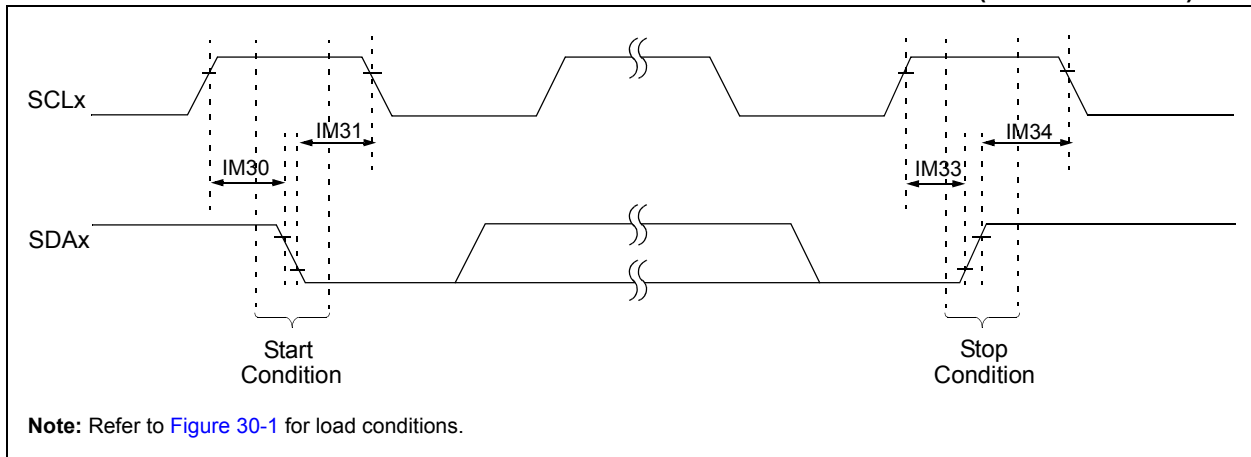 SCLx
IM31
IM34
IM30
IM33
SDAx
Start
Condition
Stop
Condition
Note: Refer to Figure 30-1 for load conditions.